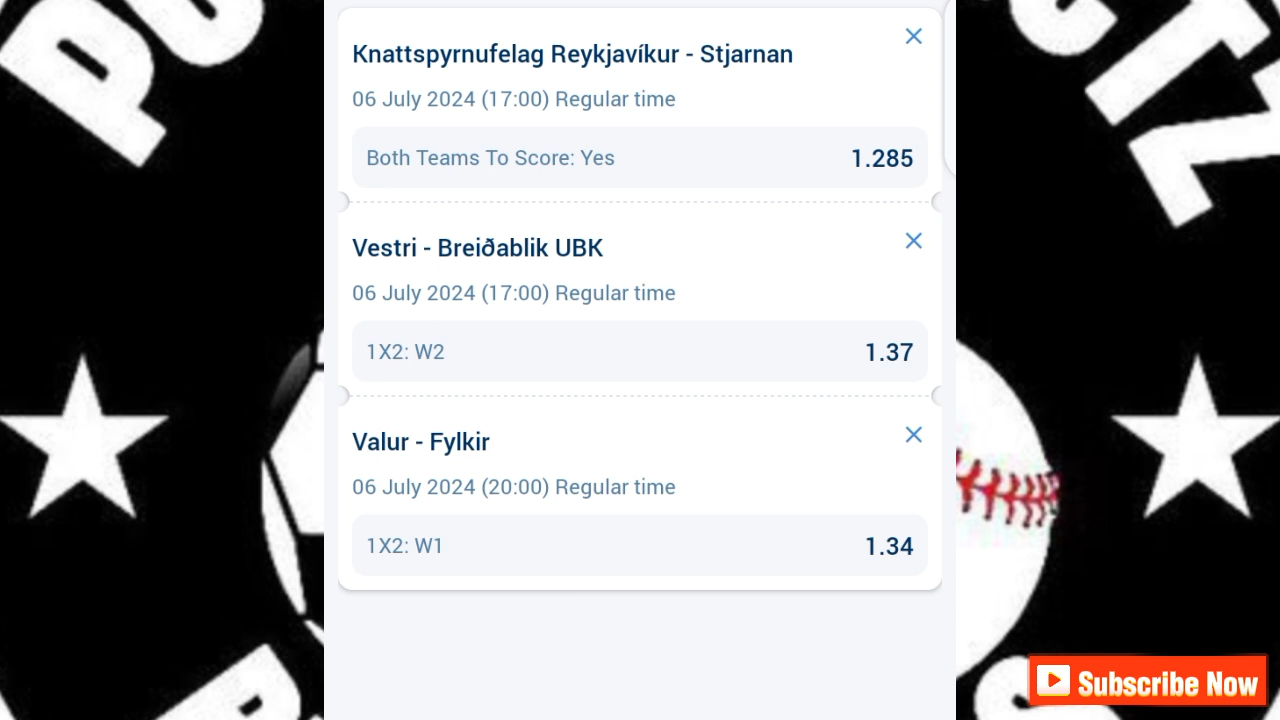 Knattspyrnufelag Reykjavíkur - Stjarnan
06 July 2024 (17:00) Regular time
Both Teams To Score: Yes 1.285
Vestri - Breiðablik UBK
06 July 2024 (17:00) Regular time
1X2: W2 1.37
Valur - Fylkir
06 July 2024 (20:00) Regular time
1X2: W1 1.34
Subscribe Now